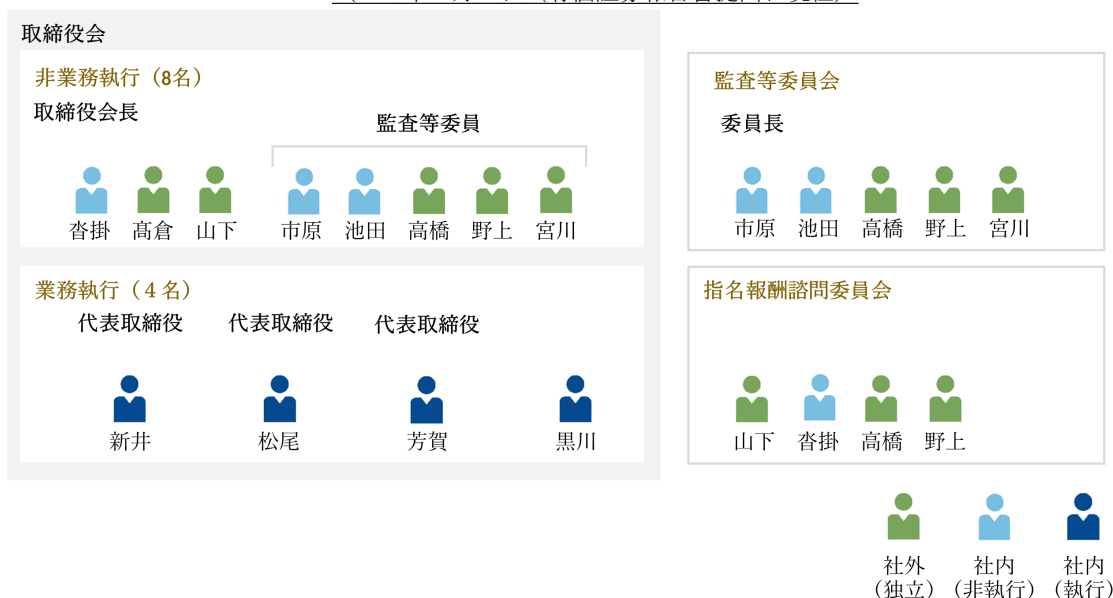 取締役会
非業務執行（8名）
取締役会長
監査等委員
沓掛 髙倉 山下 市原 池田 高橋 野上 宮川
業務執行（４名）
代表取締役 代表取締役 代表取締役
新井 松尾 芳賀 黒川
監査等委員会
委員長
市原 池田 高橋 野上 宮川
指名報酬諮問委員会
山下 沓掛 高橋 野上
社外 社内 社内
（独立） （非執行） （執行）